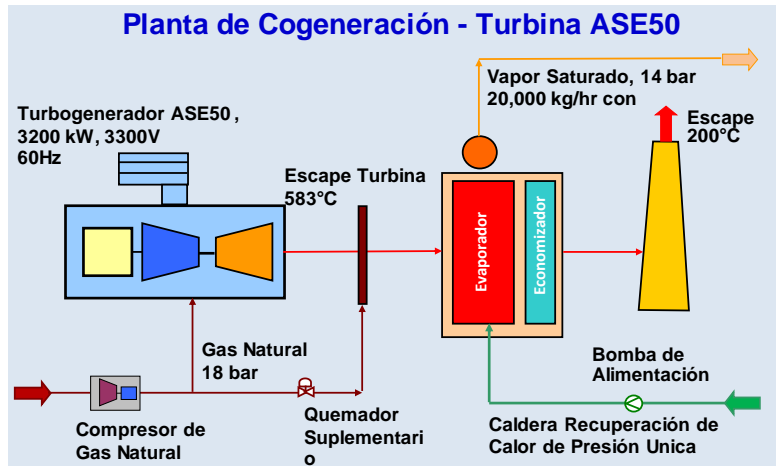 Planta de Cogeneración - Turbina ASE50
Turbogenerador ASE50 ,
3200 kW, 3300V
60Hz
Escape Turbina
583°C
Vapor Saturado, 14 bar
20,000 kg/hr con
Escape
200°C
Evaporador
Economizador
Gas Natural
18 bar
Compresor de
Gas Natural
Quemador
Suplementari
o
Bomba de
Alimentación
Caldera Recuperación de
Calor de Presión Unica